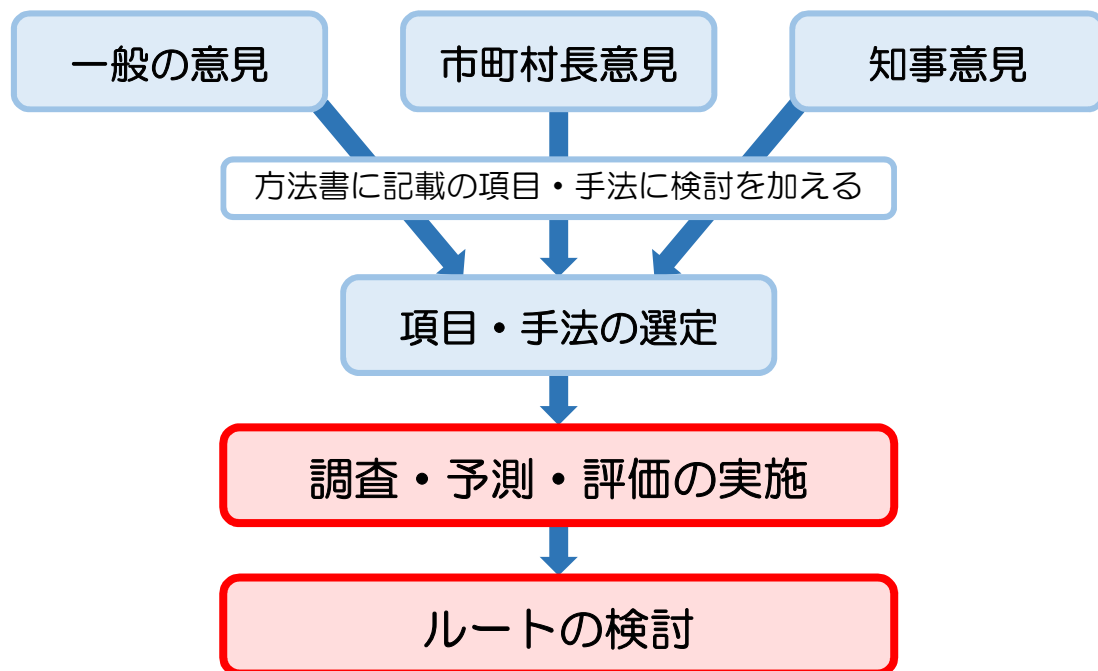 一般の意見
市町村長意見
知事意見
方法書に記載の項目・手法に検討を加える
項目・手法の選定
調査・予測・評価の実施
ルートの検討